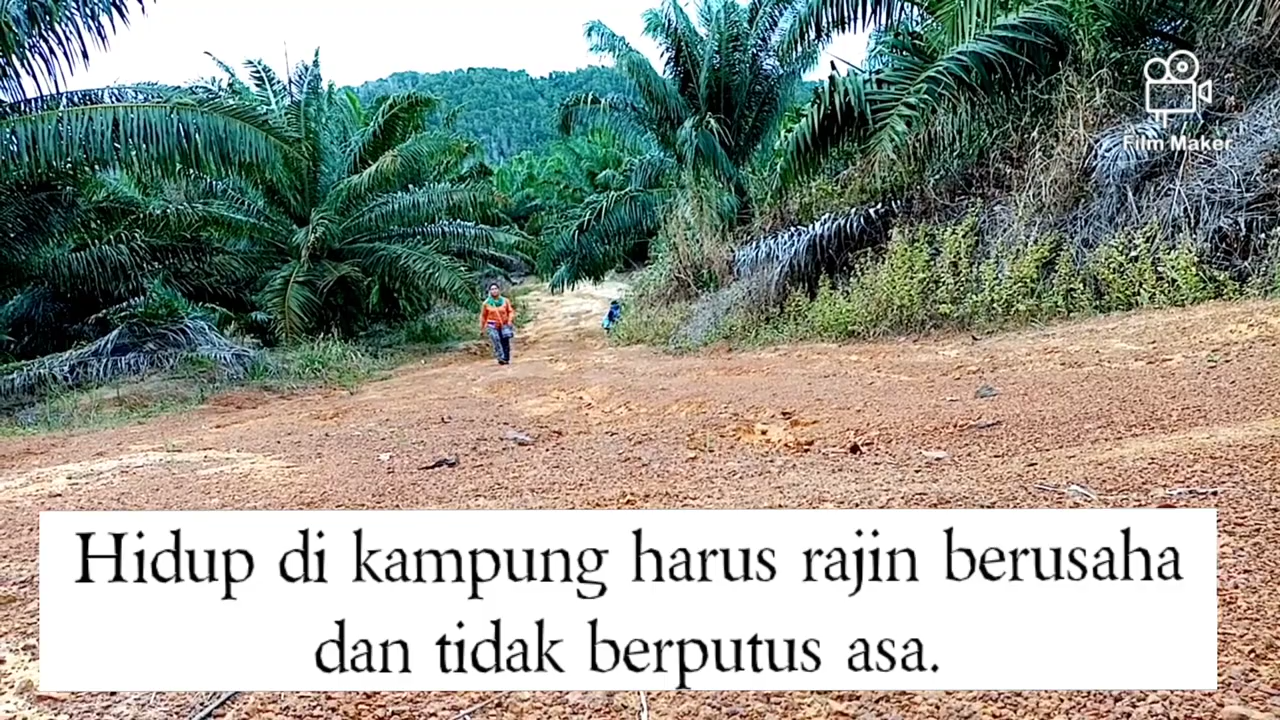 Film Maker
Hidup di kampung harus rajin berusaha
dan tidak berputus asa.